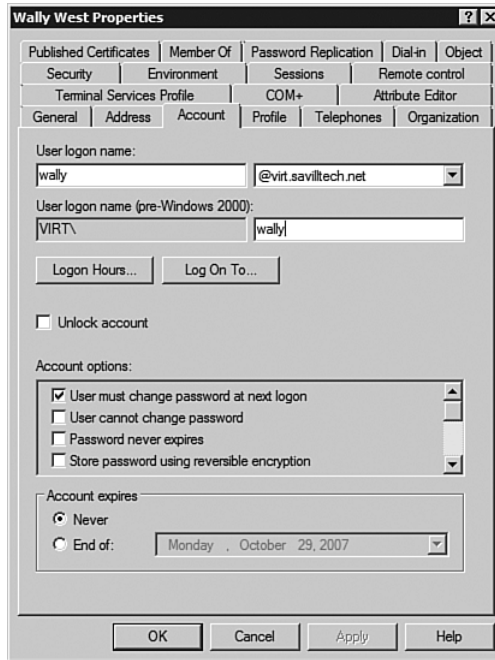 Wally West Properties
Published Certificates Member Of Password Replication Dial-in Object
Security Environment Sessions Remote control
Terminal Services Profile COM+ Attribute Editor
General Address Account Profile Telephones Organization
User logon name:
wally @virt.savilltech.net
User logon name (pre-Windows 2000):
VIRT\ wally
Logon Hours... Log On To...
Unlock account
Account options:
User must change password at next logon
User cannot change password
Password never expires
Store password using reversible encryption
Account expires
Never
End of: Monday , October 29, 2007
OK Cancel Apply Help